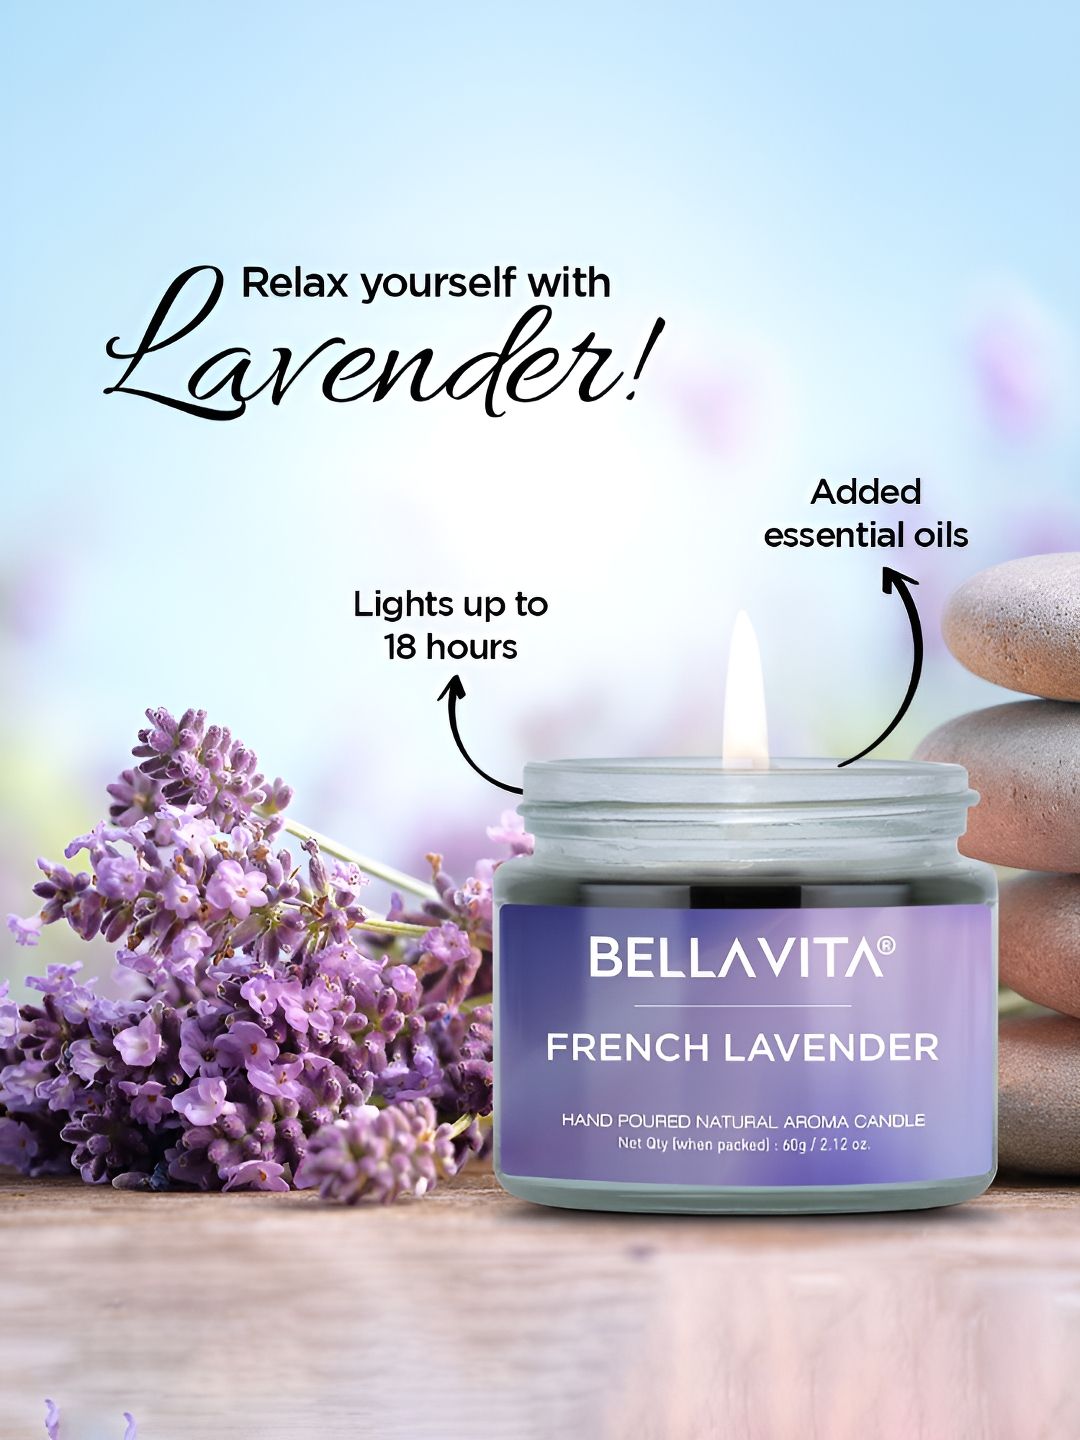 Relax yourself with
Lavender!
Added
essential oils
Lights up to
18 hours
BELLAVITA®
FRENCH LAVENDER
HAND POURED NATURAL AROMA CANDLE
Net Qty (when packed) : 60g / 2.12 oz.